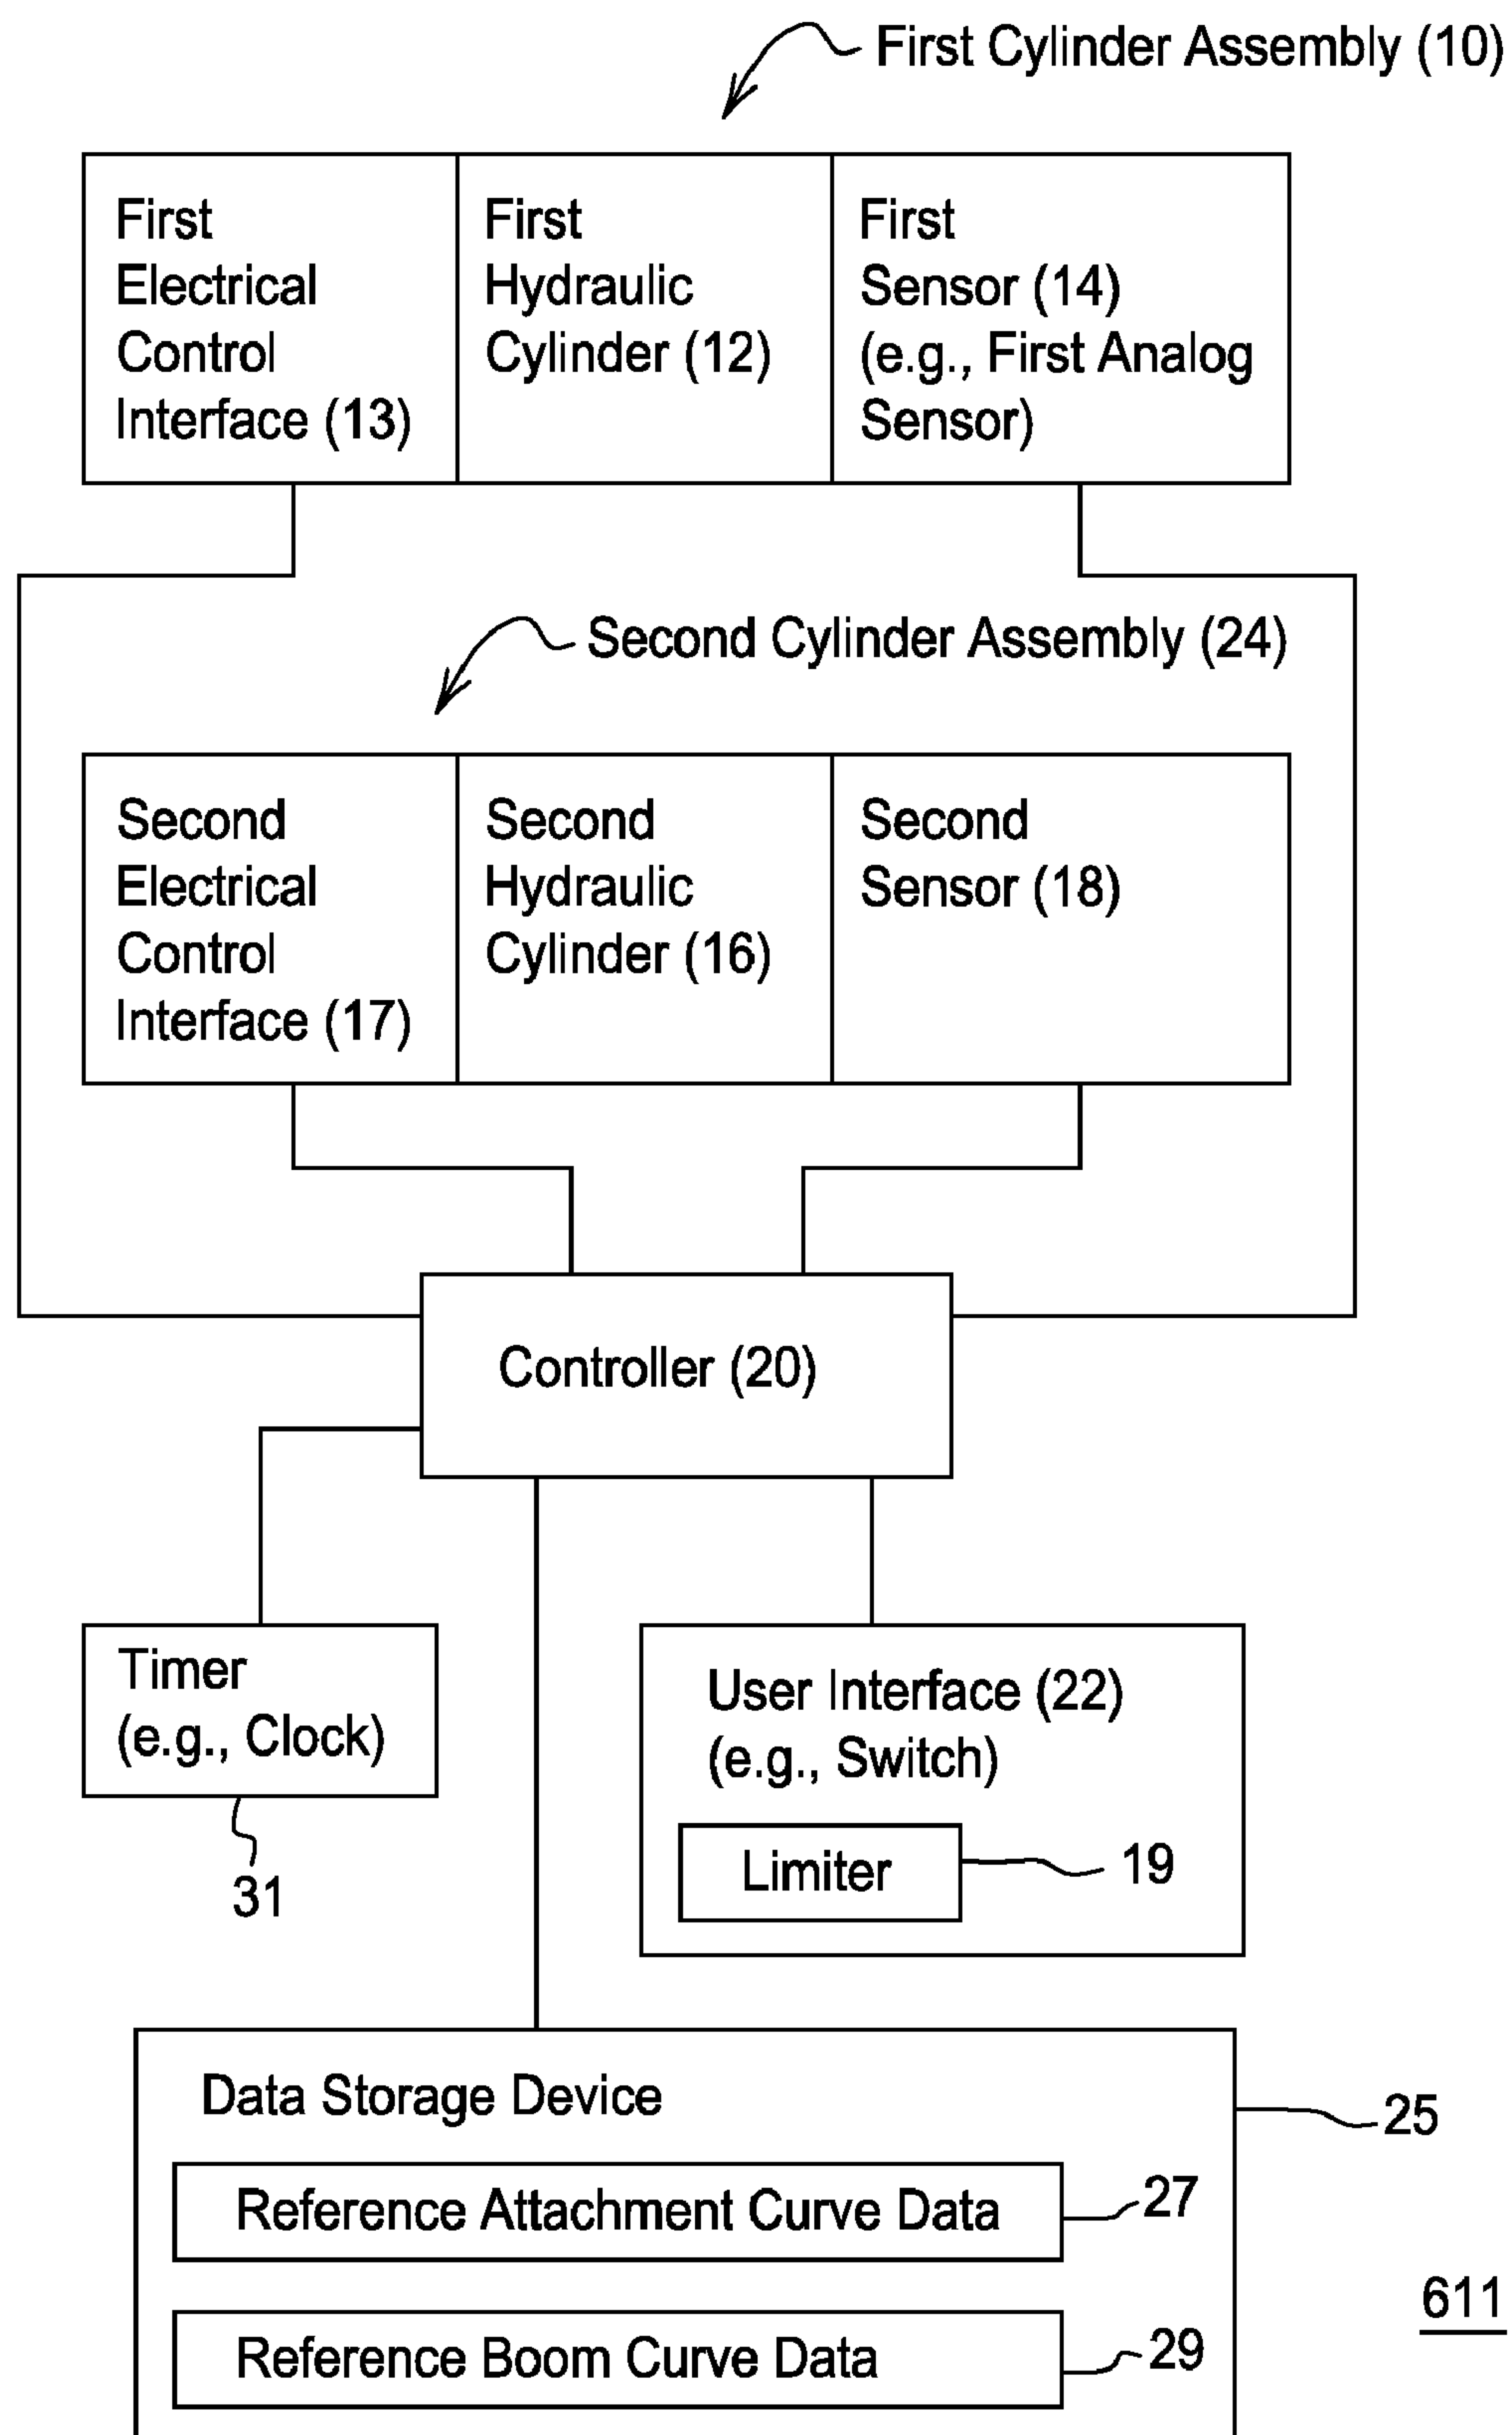 First Cylinder Assembly (10)
First
Electrical
Control
Interface (13)
First
Hydraulic
Cylinder (12)
First
Sensor (14)
(e.g., First Analog
Sensor)
Second Cylinder Assembly (24)
Second
Electrical
Control
Interface (17)
Second
Hydraulic
Cylinder (16)
Second
Sensor (18)
Controller (20)
Timer
(e.g., Clock)
31
User Interface (22)
(e.g., Switch)
Limiter
19
Data Storage Device
25
Reference Attachment Curve Data
27
Reference Boom Curve Data
29
611